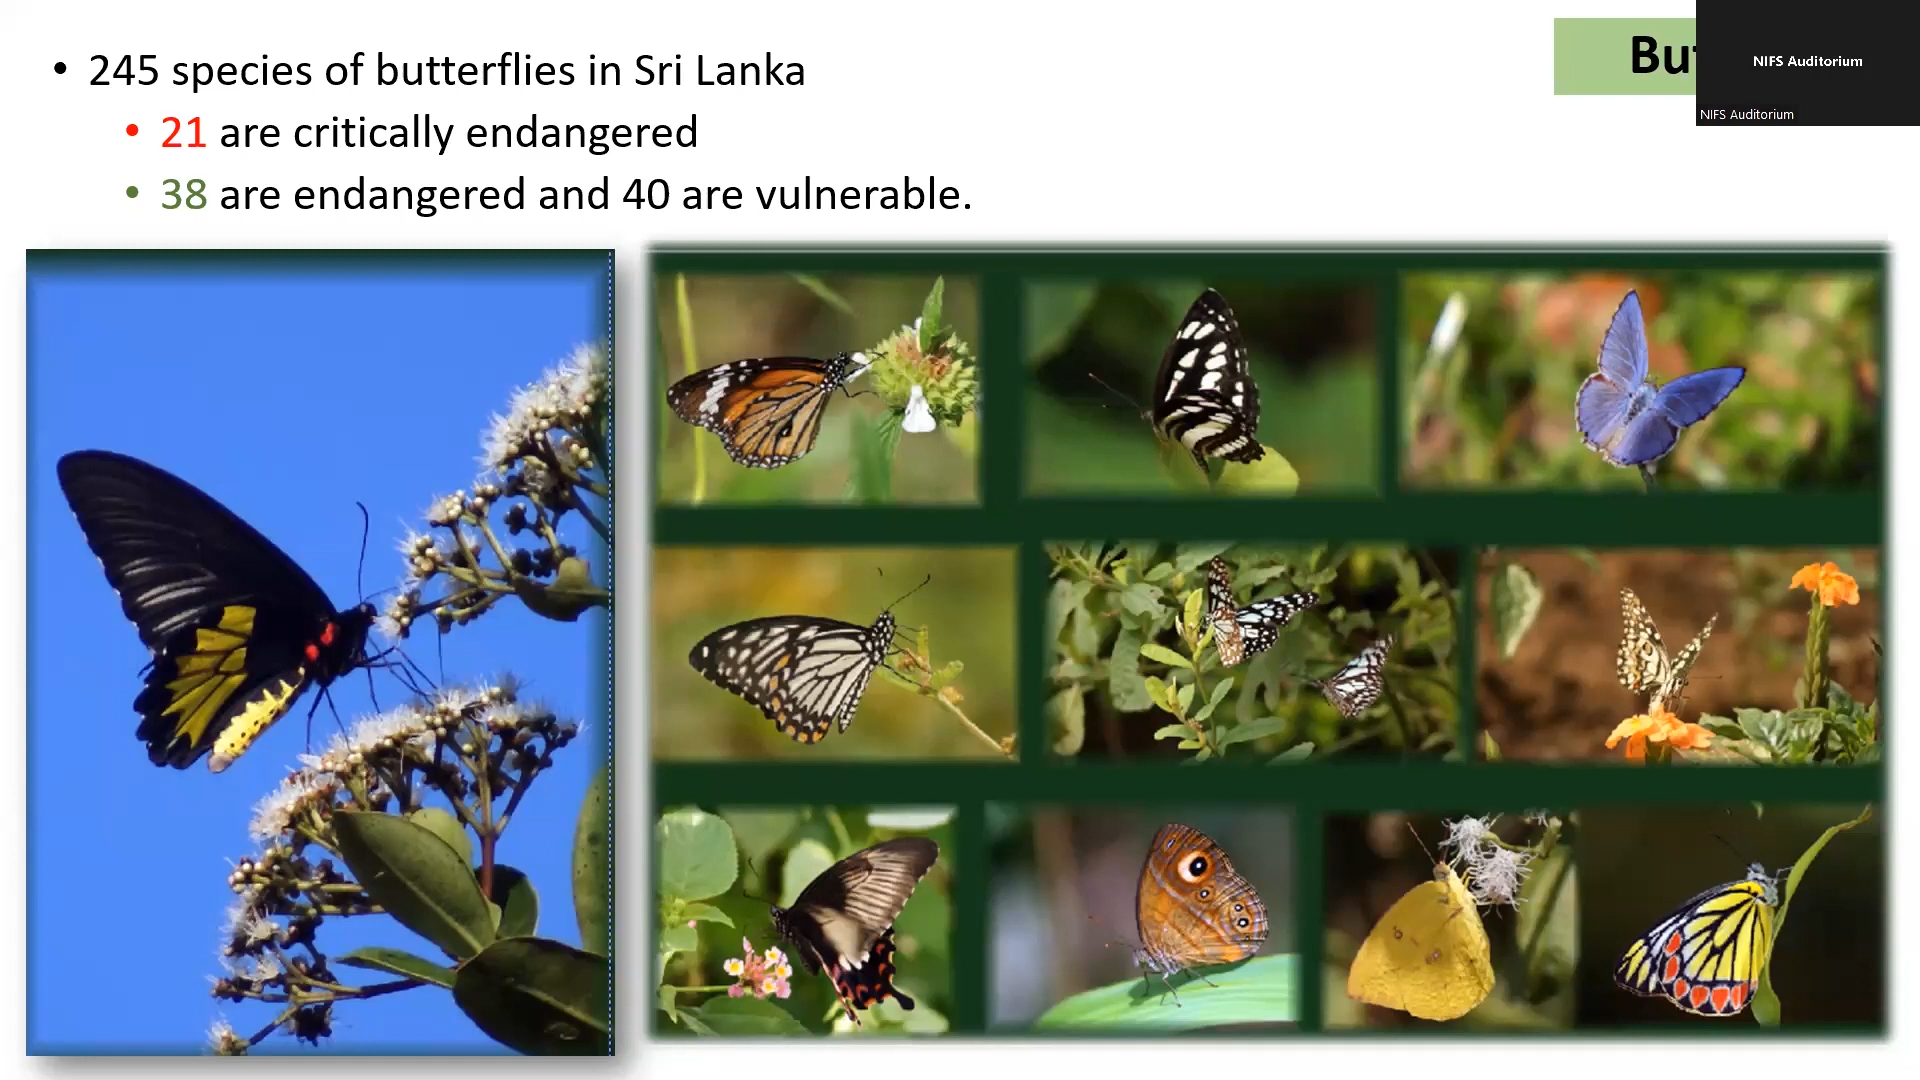 • 245 species of butterflies in Sri Lanka
• 21 are critically endangered
• 38 are endangered and 40 are vulnerable.
NIFS Auditorium
NIFS Auditorium